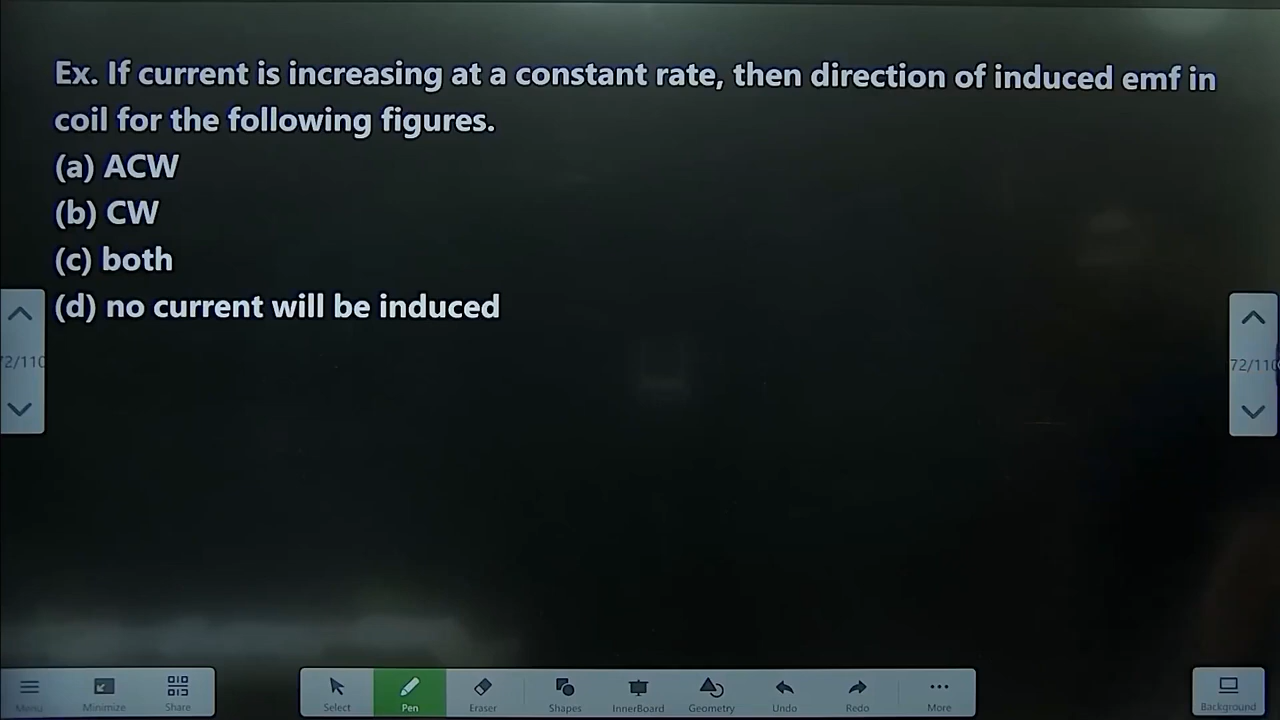 Ex. If current is increasing at a constant rate, then direction of induced emf in
coil for the following figures.
(a) ACW
(b) CW
(c) both
(d) no current will be induced
72/110
72/110
Menu
Minimize
Share
Select
Pen
Eraser
Shapes
InnerBoard
Geometry
Undo
Redo
More
Background